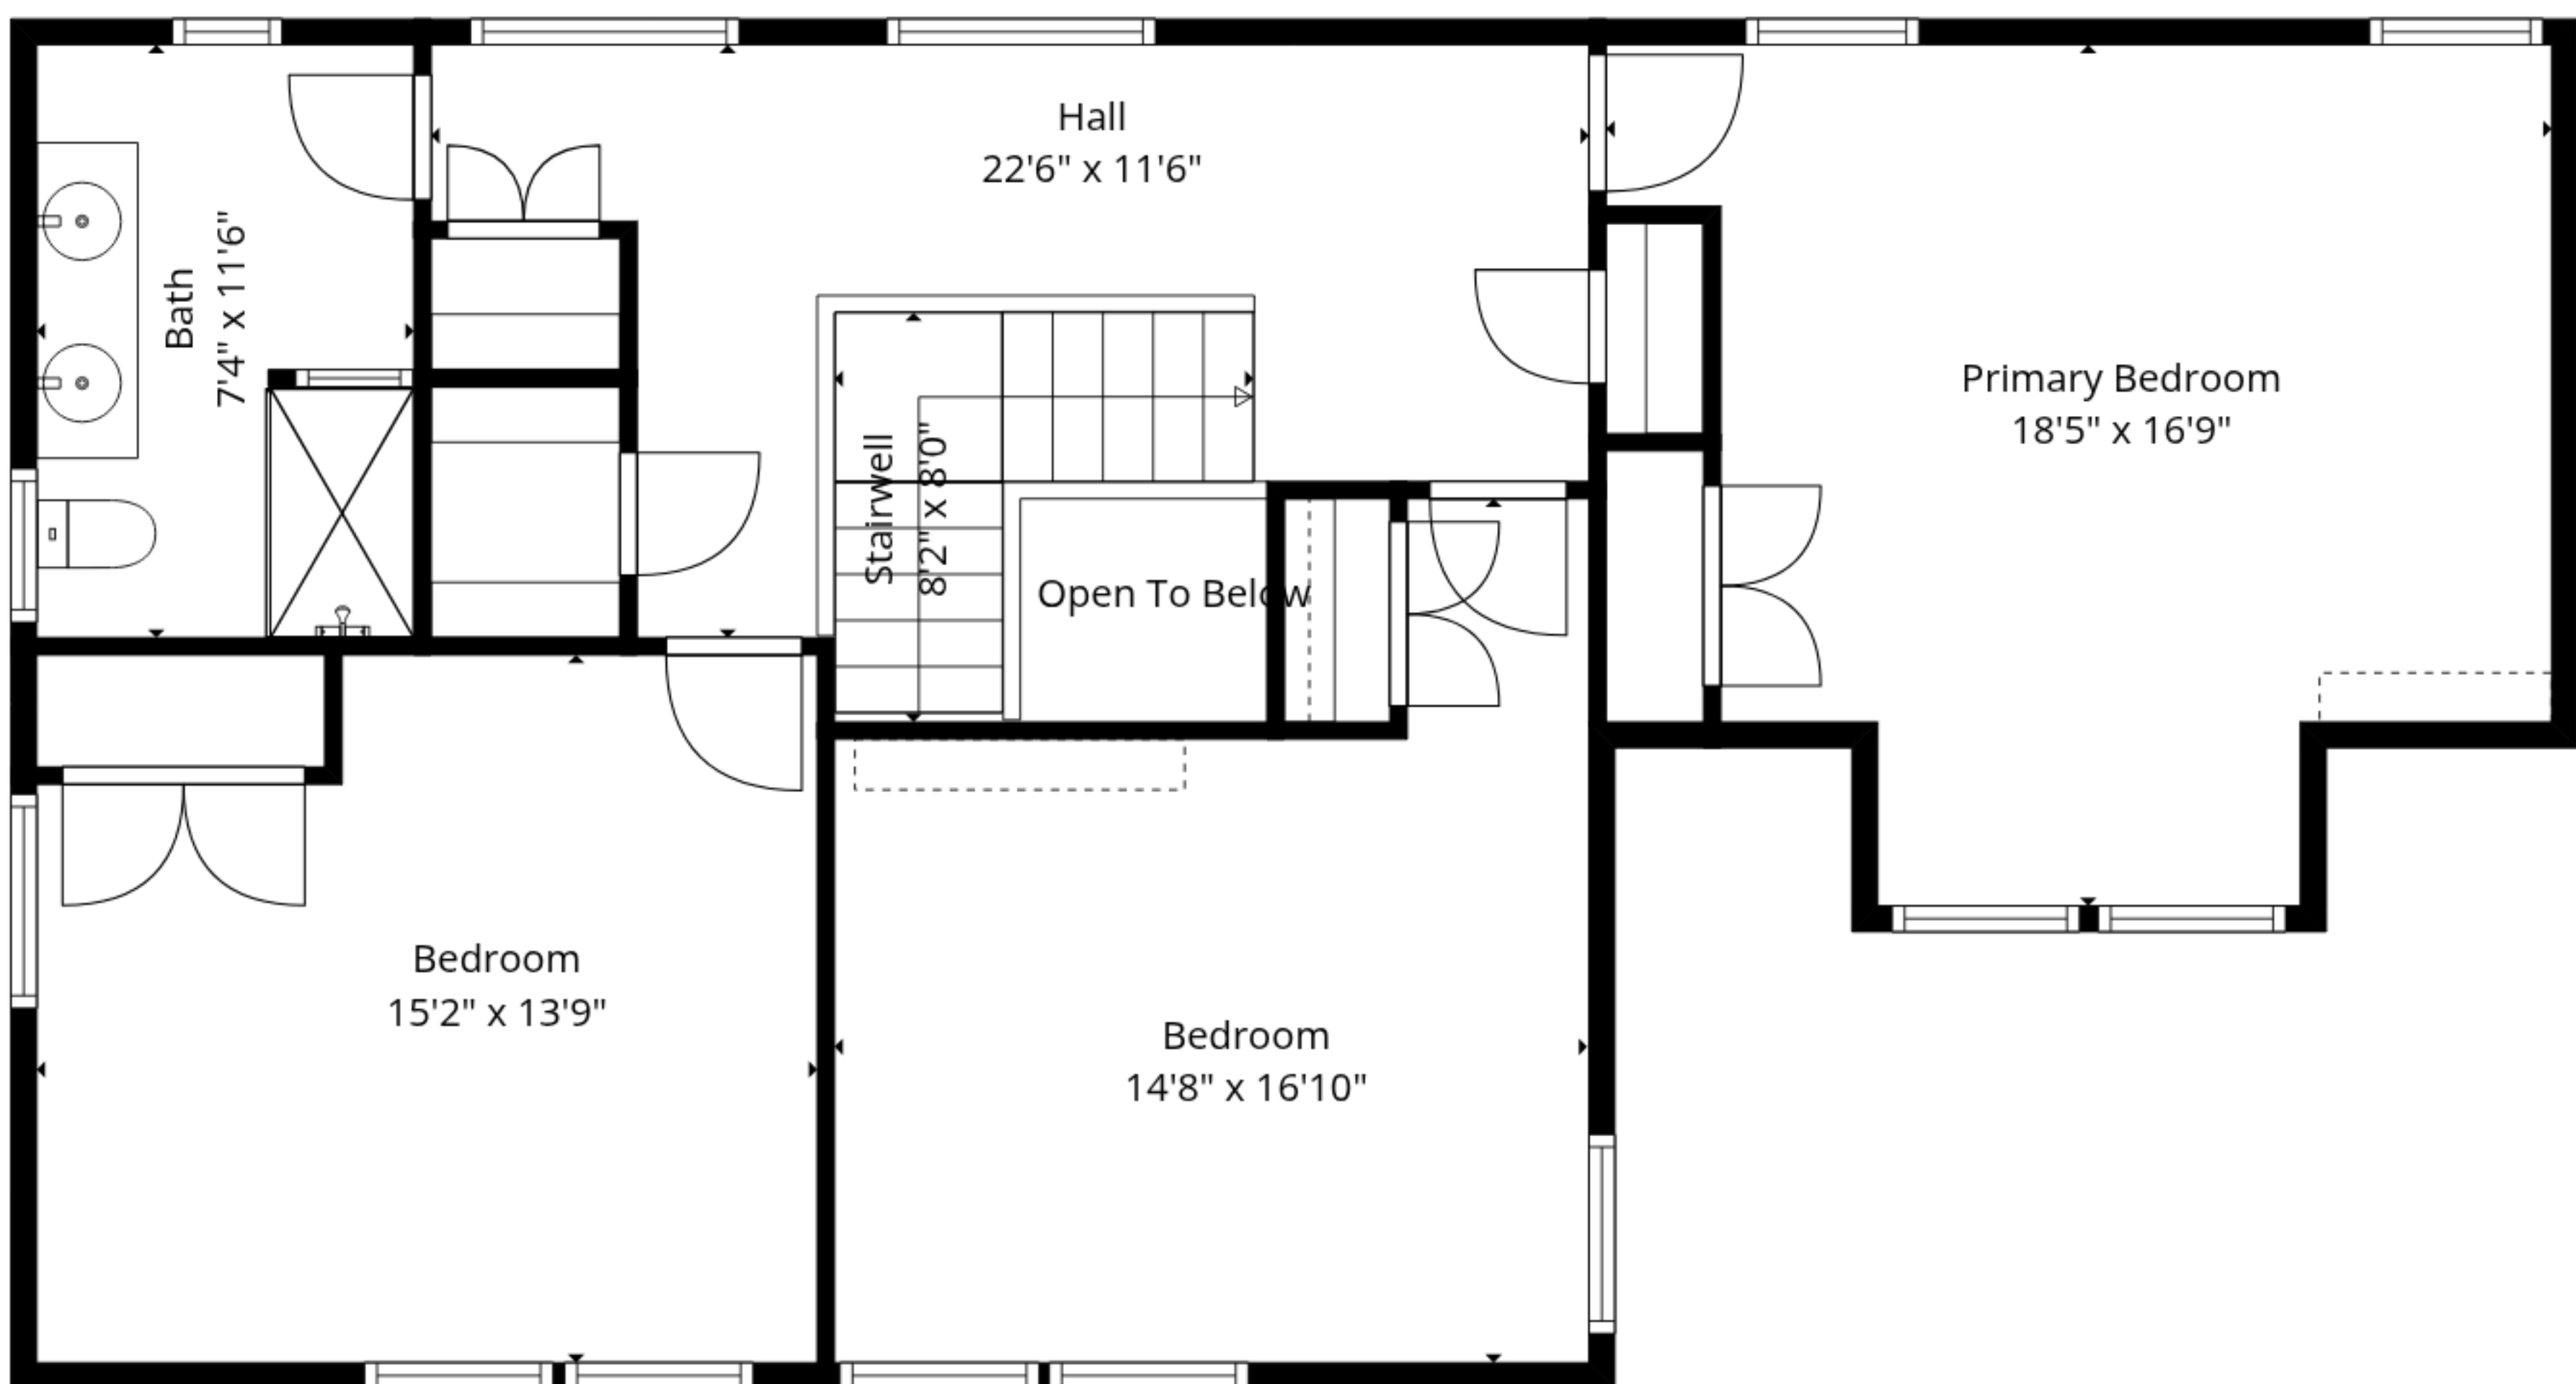 Hall
22'6" x 11'6"
Bath
7'4" x 11'6"
Primary Bedroom
18'5" x 16'9"
Stairwell
8'2" x 8'0"
Open To Below
Bedroom
15'2" x 13'9"
Bedroom
14'8" x 16'10"